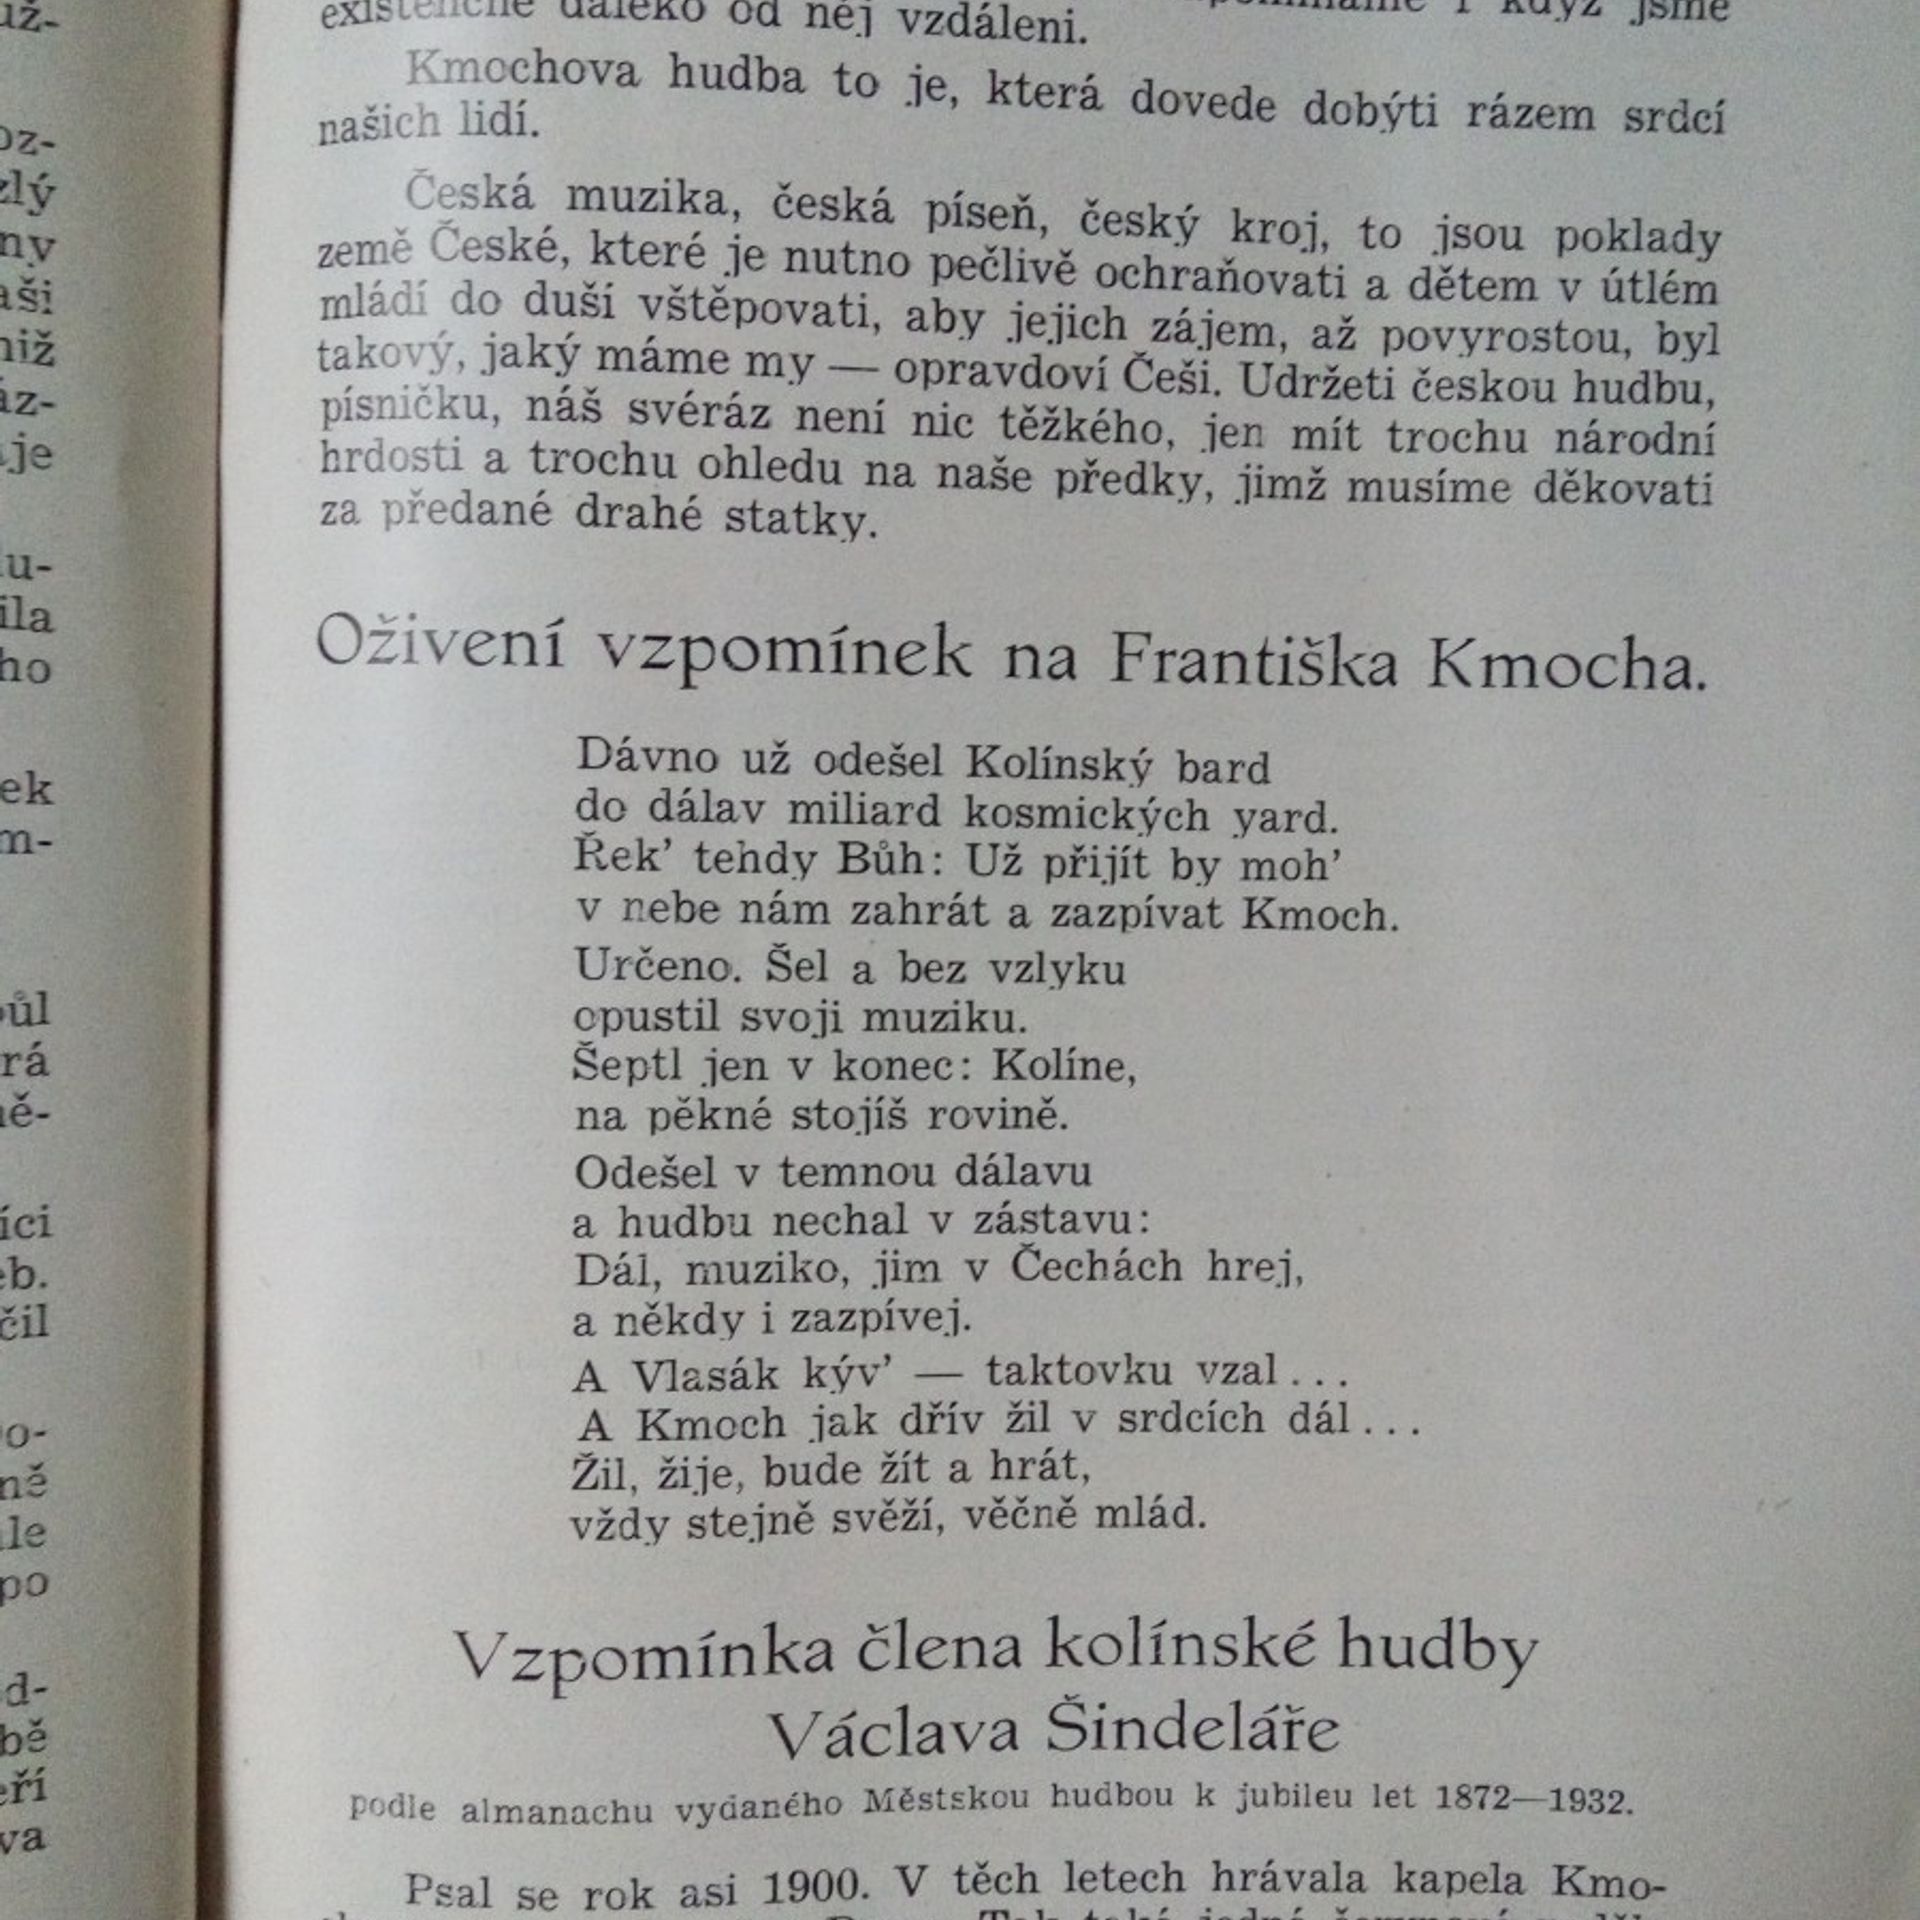 existenčně daleko od něj vzdáleni. i když jsme
Kmochova hudba to je, která dovede dobýti rázem srdcí
našich lidí.
Česká muzika, česká píseň, český kroj, to jsou poklady
země České, které je nutno pečlivě ochraňovati a dětem v útlém
mládí do duší vštěpovati, aby jejich zájem, až povyrostou, byl
takový, jaký máme my — opravdoví Češi. Udržeti českou hudbu,
písničku, náš svéráz není nic těžkého, jen mít trochu národní
hrdosti a trochu ohledu na naše předky, jimž musíme děkovati
za předané drahé statky.
Oživení vzpomínek na Františka Kmocha.
Dávno už odešel Kolínský bard
do dálav miliard kosmických yard.
Řek’ tehdy Bůh: Už přijít by moh’
v nebe nám zahrát a zazpívat Kmoch.
Určeno. Šel a bez vzlyku
opustil svoji muziku.
Šeptl jen v konec: Kolíne,
na pěkné stojíš rovině.
Odešel v temnou dálavu
a hudbu nechal v zástavu:
Dál, muziko, jim v Čechách hrej,
a někdy i zazpívej.
A Vlasák kýv’ — taktovku vzal...
A Kmoch jak dřív žil v srdcích dál...
Žil, žije, bude žít a hrát,
vždy stejně svěží, věčně mlád.
Vzpomínka člena kolínské hudby
Václava Šindeláře
podle almanachu vydaného Městskou hudbou k jubileu let 1872—1932.
Psal se rok asi 1900. V těch letech hrávala kapela Kmo-